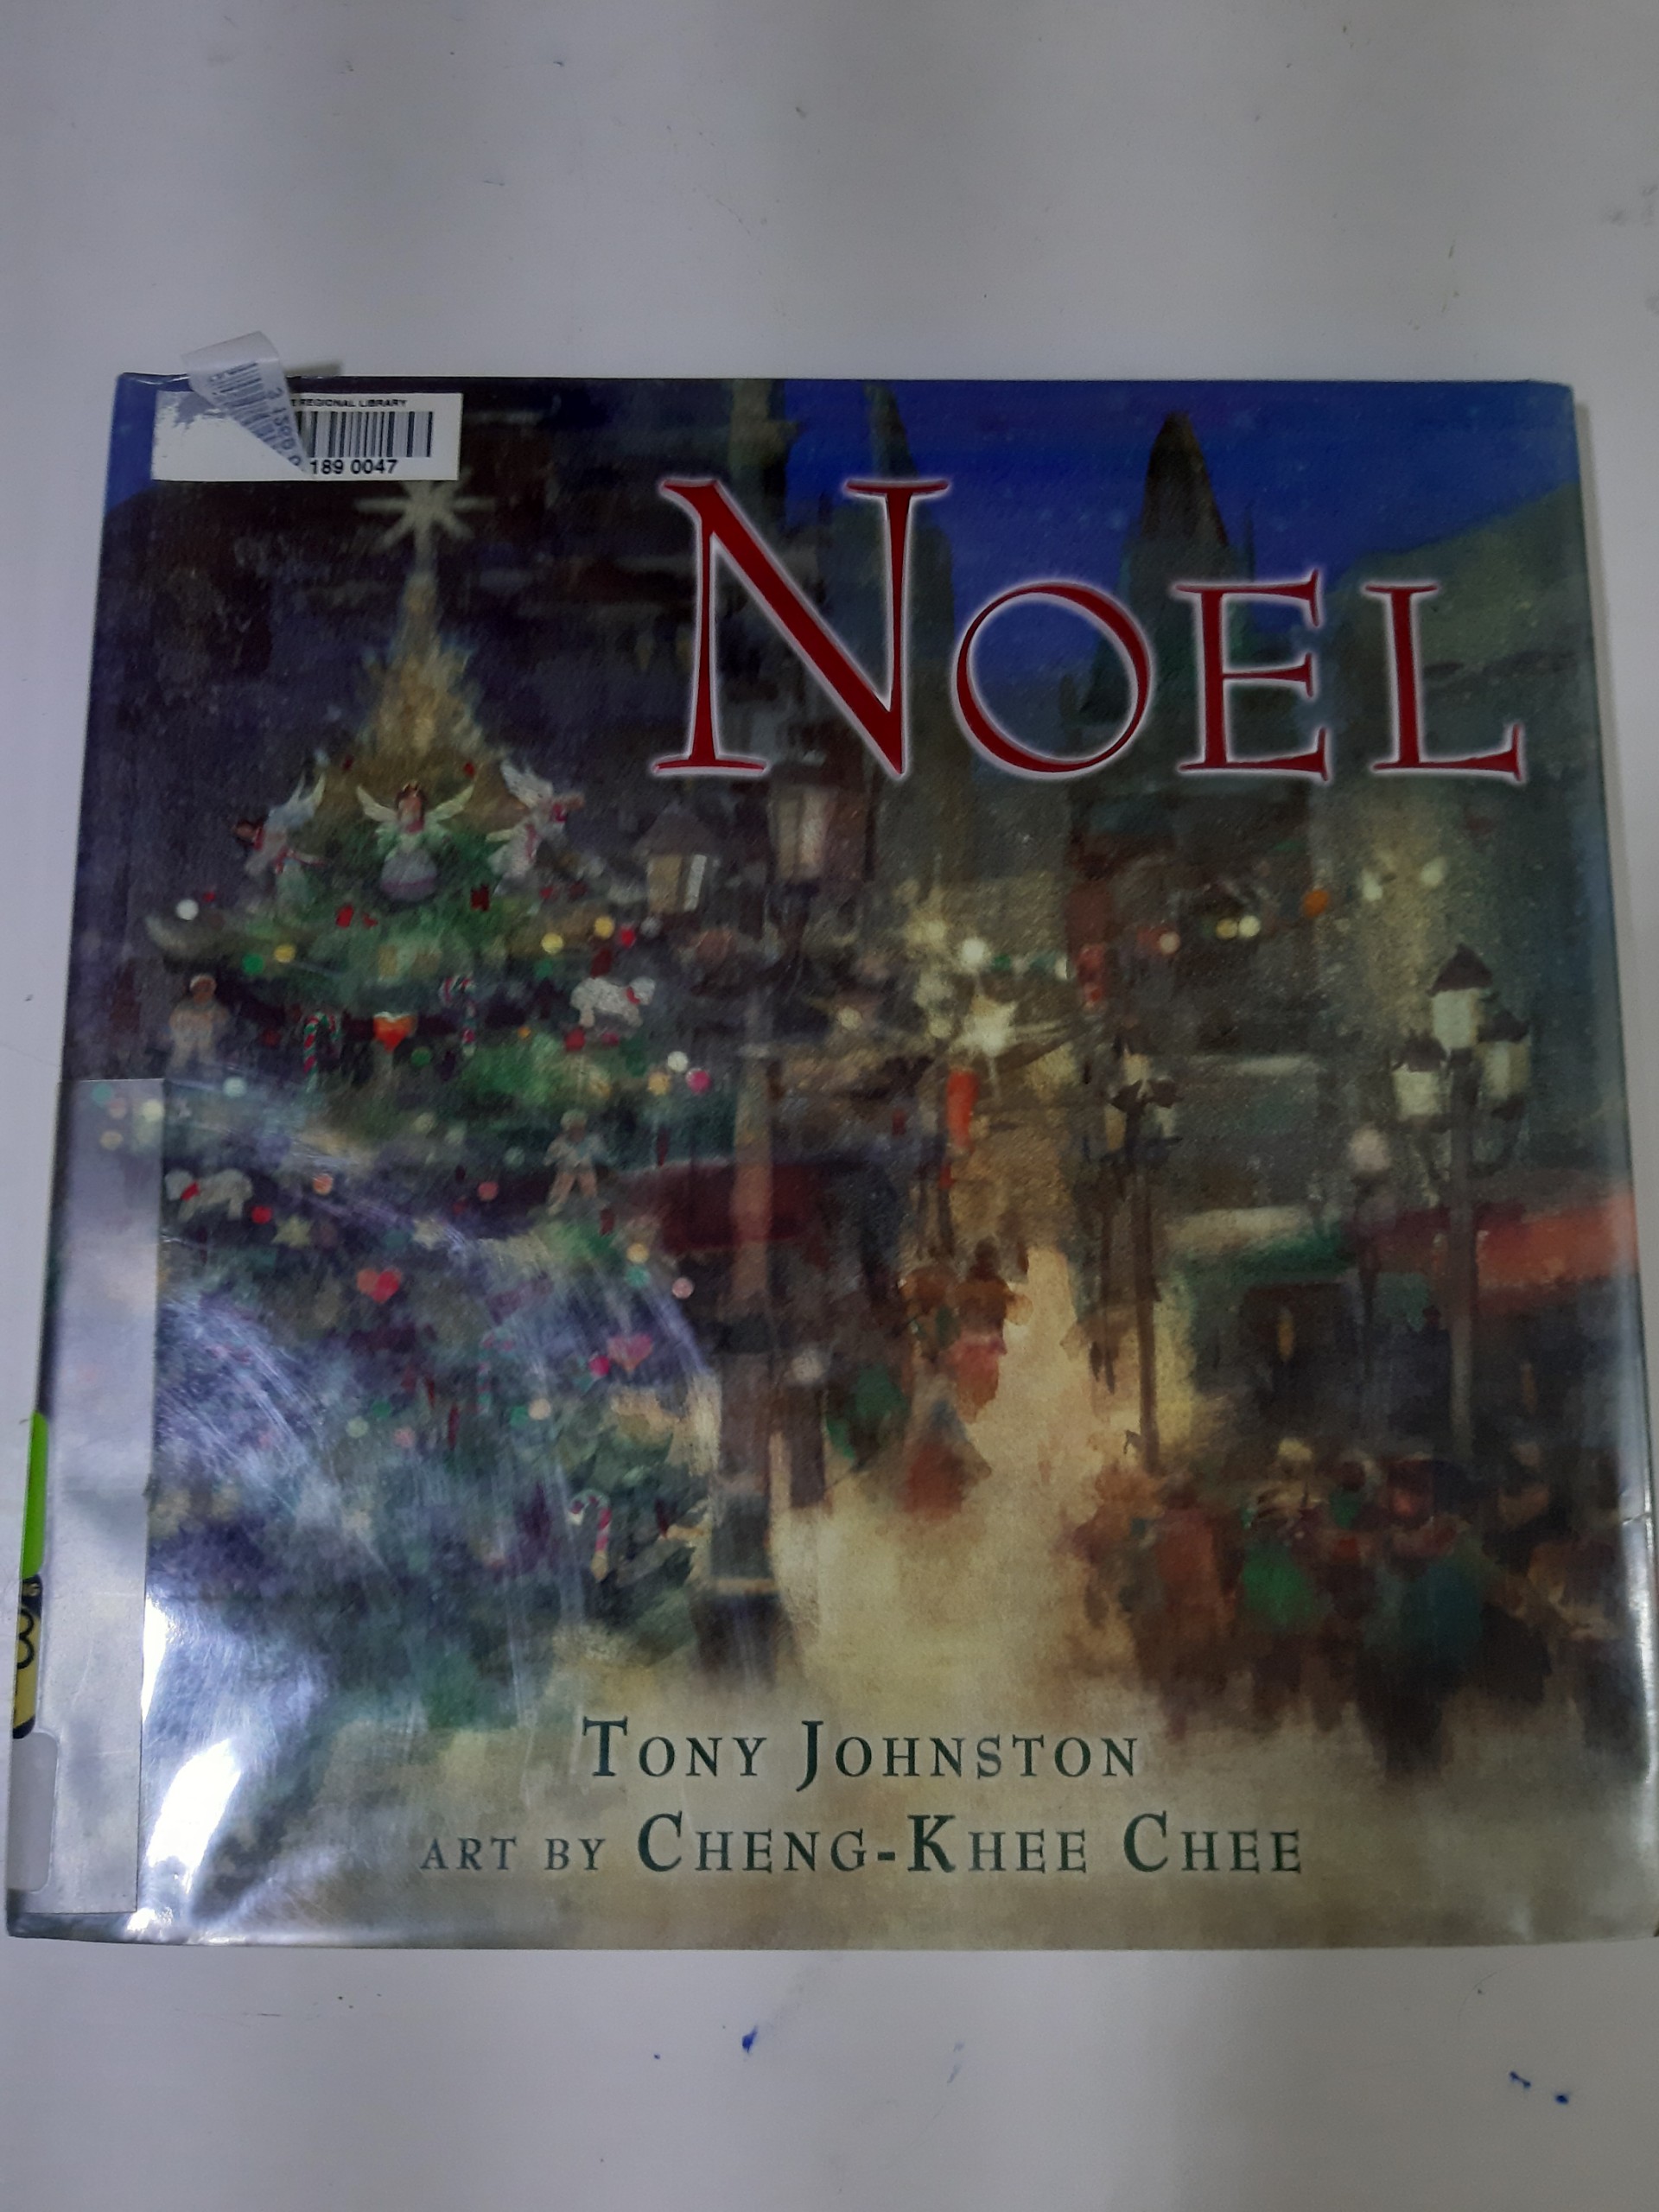 REGIONAL LIBRARY
189 0047
NOEL
TONY JOHNSTON
ART BY CHENG-KHEE CHEE